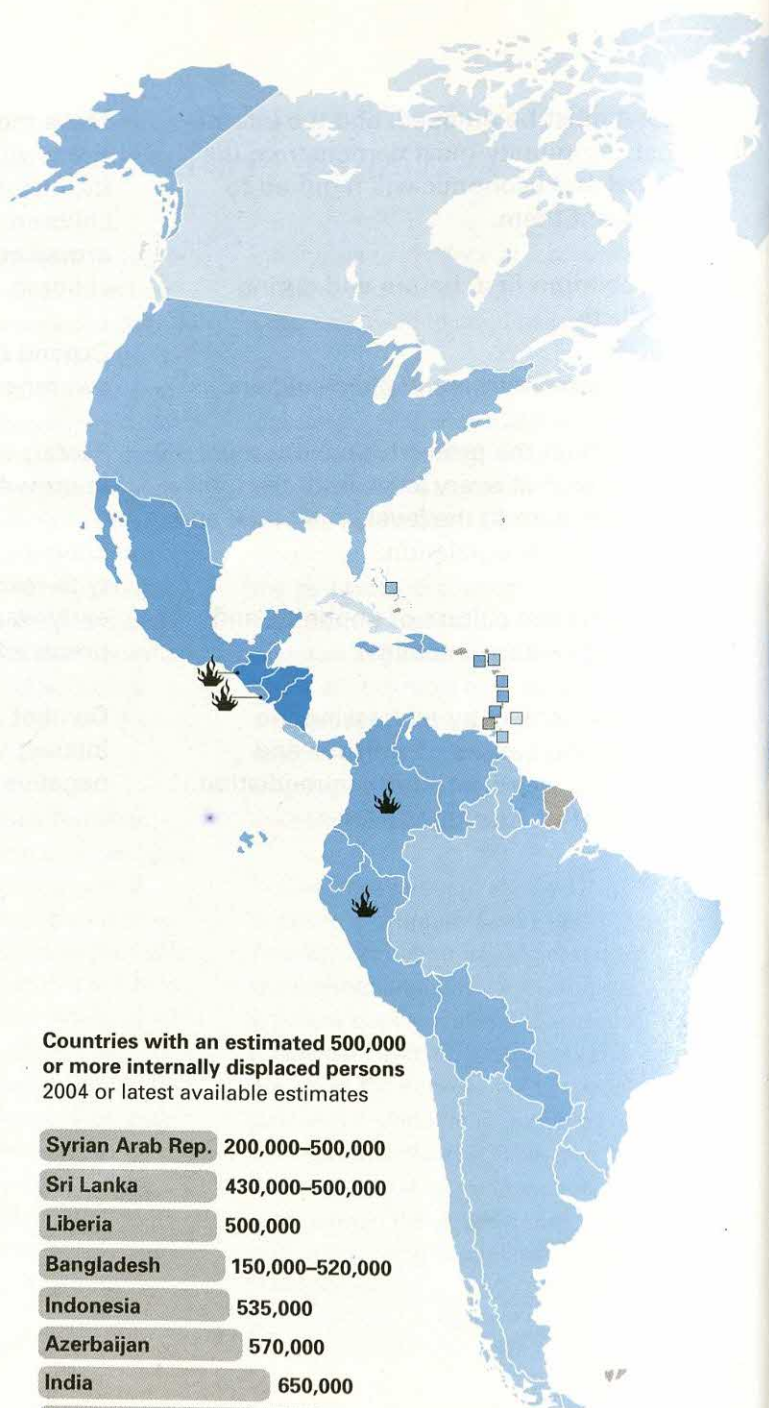 Countries with an estimated 500,000
or more internally displaced persons
2004 or latest available estimates
Syrian Arab Rep. 200,000–500,000
Sri Lanka 430,000–500,000
Liberia 500,000
Bangladesh 150,000–520,000
Indonesia 535,000
Azerbaijan 570,000
India 650,000